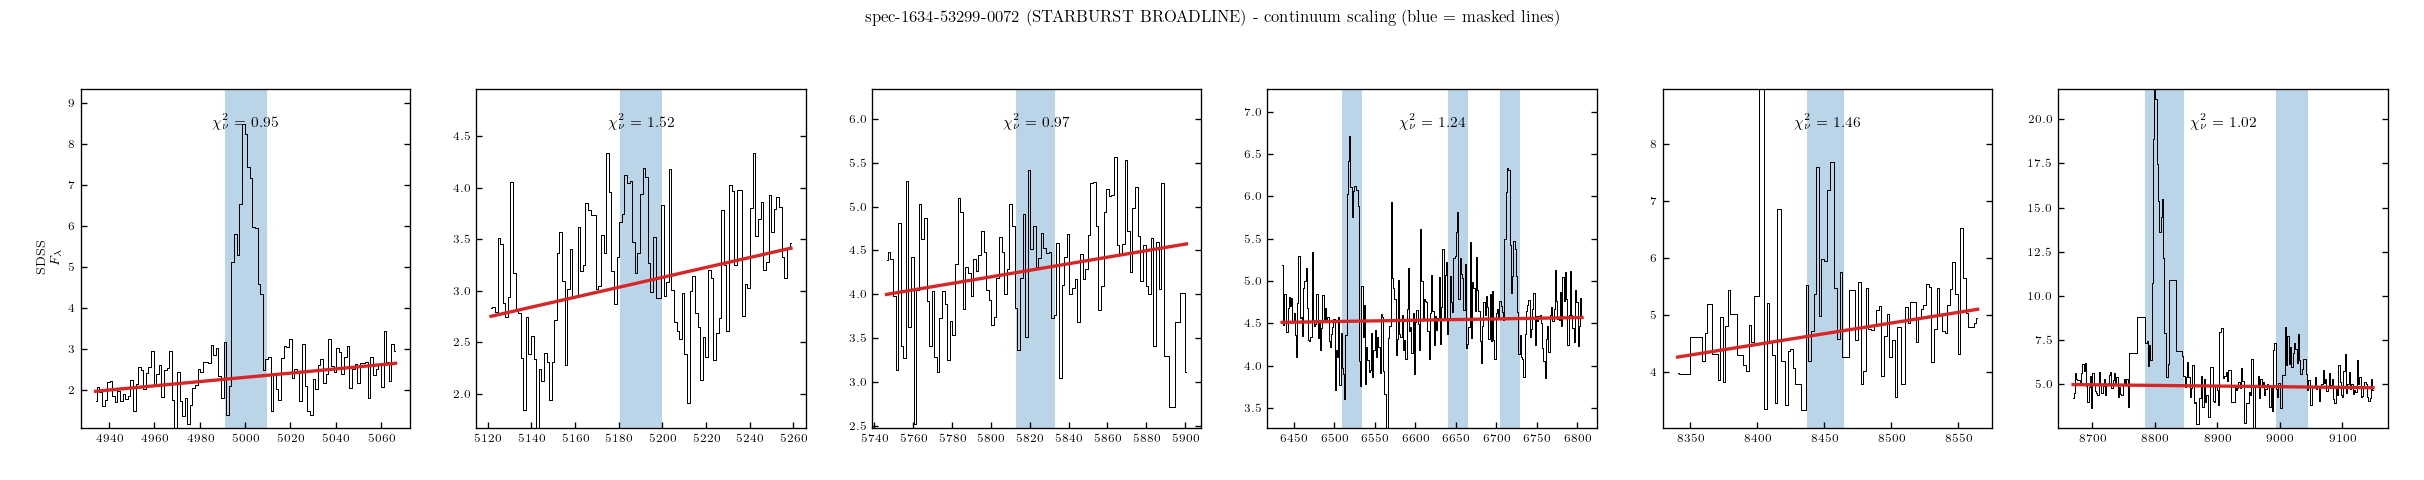 spec-1634-53299-0072 (STARBURST BROADLINE) - continuum scaling (blue = masked lines)
SDSS
F_λ
χ²_ν = 0.95
χ²_ν = 1.52
χ²_ν = 0.97
χ²_ν = 1.24
χ²_ν = 1.46
χ²_ν = 1.02
9
8
7
6
5
4
3
2
4940 4960 4980 5000 5020 5040 5060
4.5
4.0
3.5
3.0
2.5
2.0
5120 5140 5160 5180 5200 5220 5240 5260
6.0
5.5
5.0
4.5
4.0
3.5
3.0
2.5
5740 5760 5780 5800 5820 5840 5860 5880 5900
7.0
6.5
6.0
5.5
5.0
4.5
4.0
3.5
6450 6500 6550 6600 6650 6700 6750 6800
8
7
6
5
4
8350 8400 8450 8500 8550
20.0
17.5
15.0
12.5
10.0
7.5
5.0
8700 8800 8900 9000 9100